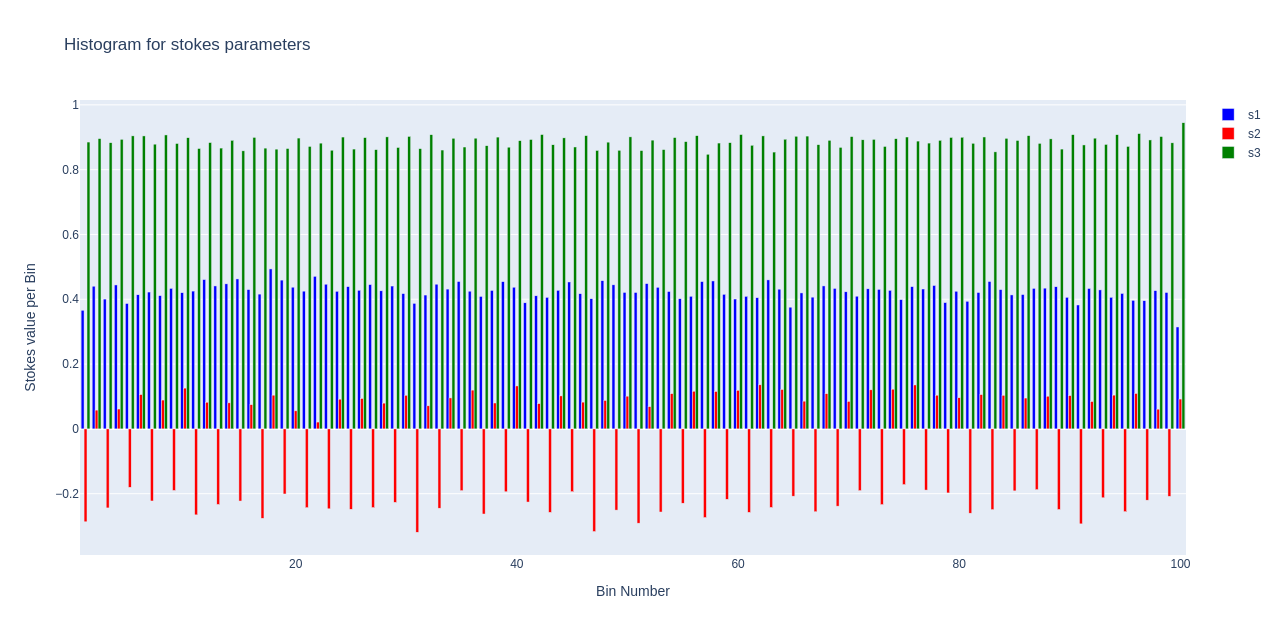 Histogram for stokes parameters
1
0.8
0.6
0.4
0.2
0
−0.2
Stokes value per Bin
20
40
60
80
100
Bin Number
s1
s2
s3